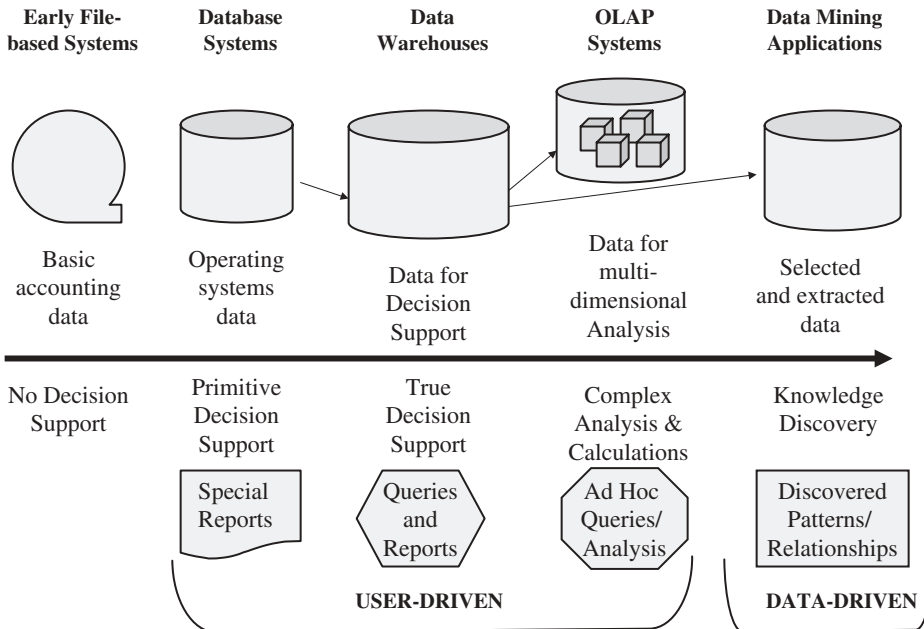 Early File-
based Systems
Database
Systems
Data
Warehouses
OLAP
Systems
Data Mining
Applications
Basic
accounting
data
Operating
systems
data
Data for
Decision
Support
Data for
multi-
dimensional
Analysis
Selected
and extracted
data
No Decision
Support
Primitive
Decision
Support
True
Decision
Support
Complex
Analysis &
Calculations
Knowledge
Discovery
Special
Reports
Queries
and
Reports
Ad Hoc
Queries/
Analysis
Discovered
Patterns/
Relationships
USER-DRIVEN
DATA-DRIVEN